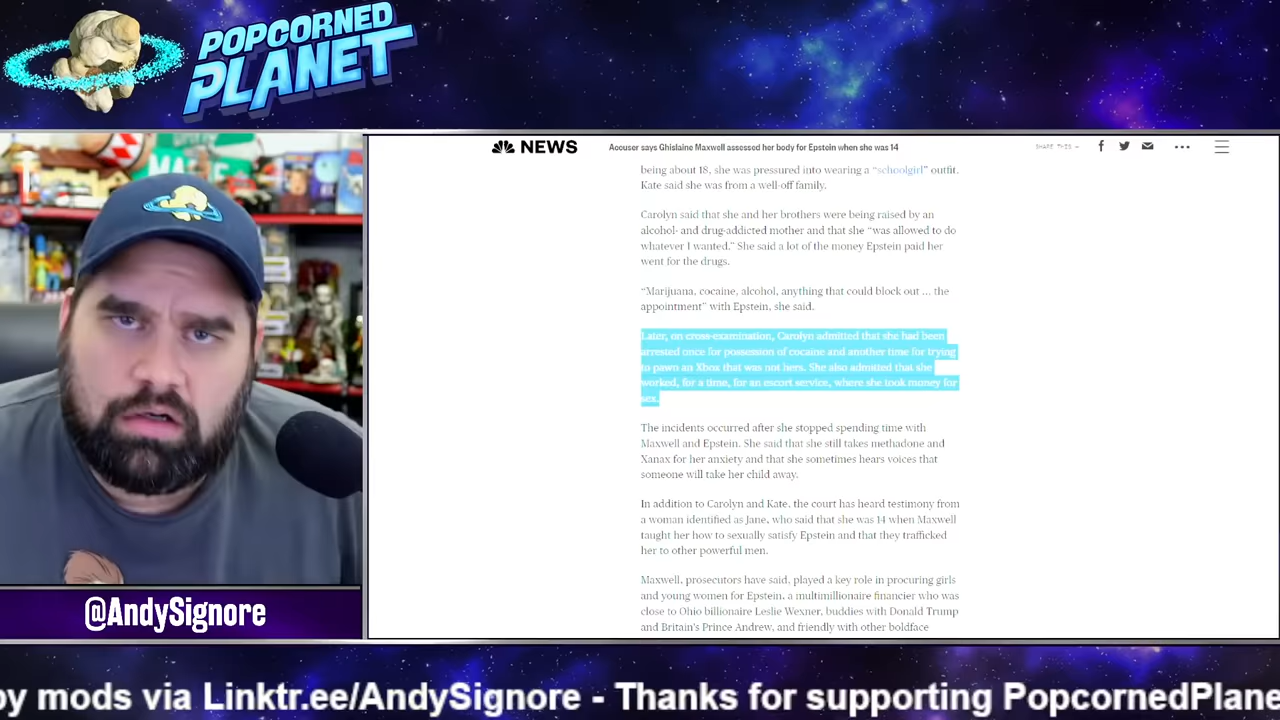 POPCORNED
PLANET
NEWS
Accuser says Ghislaine Maxwell assessed her body for Epstein when she was 14
SHARE THIS
being about 18, she was pressured into wearing a “schoolgirl” outfit.
Kate said she was from a well-off family.
Carolyn said that she and her brothers were being raised by an
alcohol- and drug-addicted mother and that she “was allowed to do
whatever I wanted.” She said a lot of the money Epstein paid her
went for the drugs.
“Marijuana, cocaine, alcohol, anything that could block out ... the
appointment” with Epstein, she said.
Later, on cross-examination, Carolyn admitted that she had been
arrested once for possession of cocaine and another time for trying
to pawn an Xbox that was not hers. She also admitted that she
worked, for a time, for an escort service, where she took money for
sex.
The incidents occurred after she stopped spending time with
Maxwell and Epstein. She said that she still takes methadone and
Xanax for her anxiety and that she sometimes hears voices that
someone will take her child away.
In addition to Carolyn and Kate, the court has heard testimony from
a woman identified as Jane, who said that she was 14 when Maxwell
taught her how to sexually satisfy Epstein and that they trafficked
her to other powerful men.
Maxwell, prosecutors have said, played a key role in procuring girls
and young women for Epstein, a multimillionaire financier who was
close to Ohio billionaire Leslie Wexner, buddies with Donald Trump
and Britain's Prince Andrew, and friendly with other boldface
@AndySignore
by mods via Linktr.ee/AndySignore - Thanks for supporting PopcornedPlane